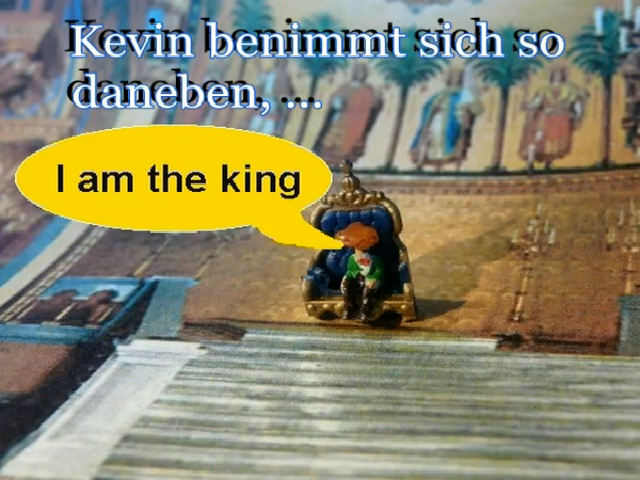 Kevin benimmt sich so
daneben, ...
I am the king